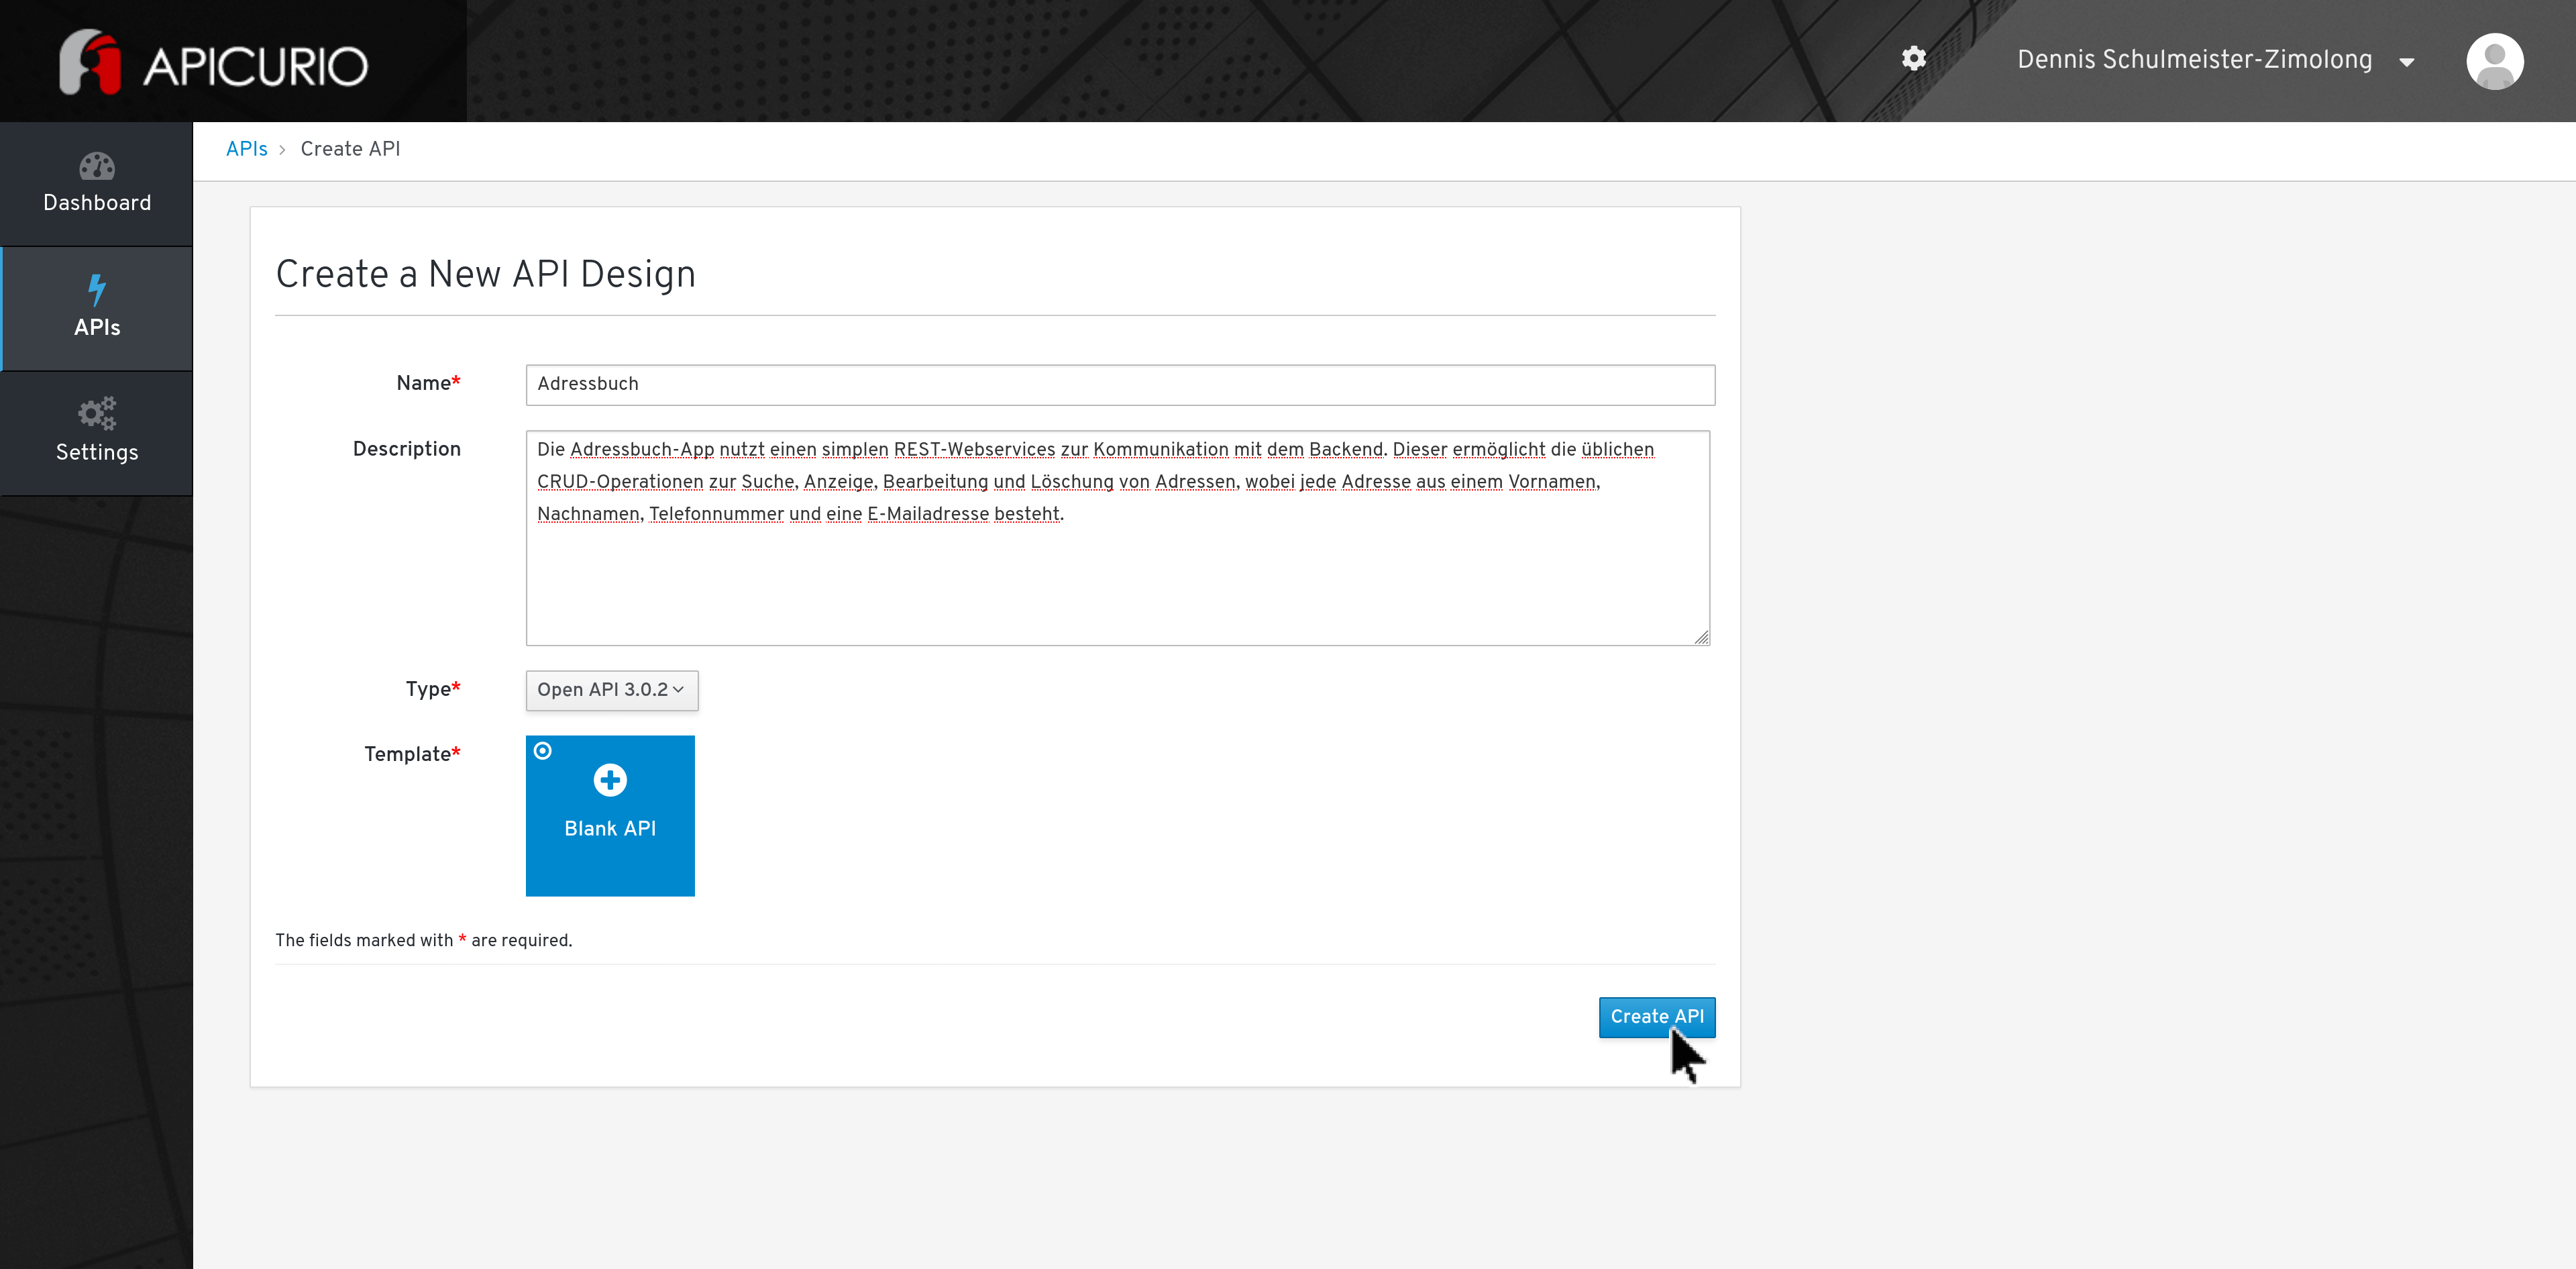 APICURIO
Dennis Schulmeister-Zimolong
Dashboard
APIs
Settings
APIs > Create API
Create a New API Design
Name*
Adressbuch
Description
Die Adressbuch-App nutzt einen simplen REST-Webservices zur Kommunikation mit dem Backend. Dieser ermöglicht die üblichen
CRUD-Operationen zur Suche, Anzeige, Bearbeitung und Löschung von Adressen, wobei jede Adresse aus einem Vornamen,
Nachnamen, Telefonnummer und eine E-Mailadresse besteht.
Type*
Open API 3.0.2
Template*
Blank API
The fields marked with * are required.
Create API